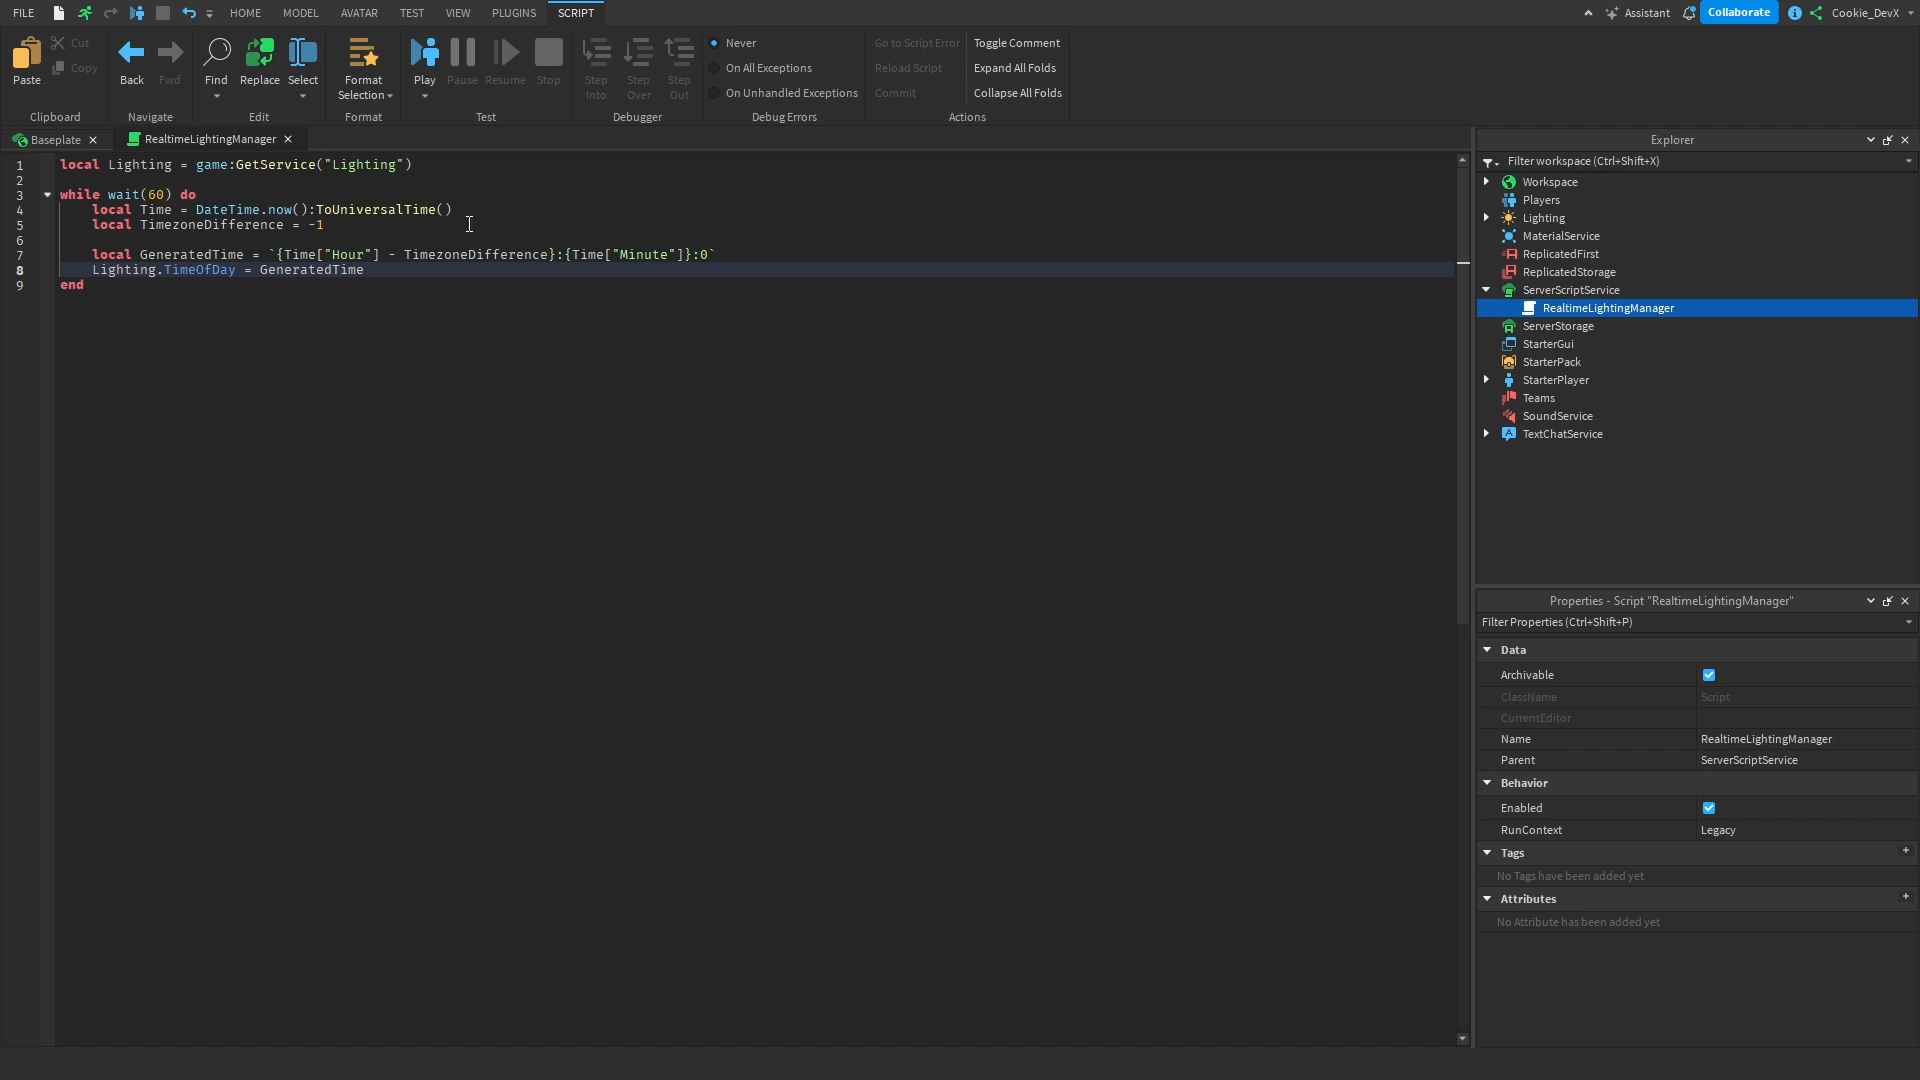 FILE HOME MODEL AVATAR TEST VIEW PLUGINS SCRIPT Assistant Collaborate Cookie_DevX
Paste Cut Copy
Clipboard
Back Fwd
Navigate
Find Replace Select
Edit
Format Selection
Format
Play Pause Resume Stop
Test
Step Into Step Over Step Out
Debugger
Never
On All Exceptions
On Unhandled Exceptions
Debug Errors
Go to Script Error Toggle Comment
Reload Script Expand All Folds
Commit Collapse All Folds
Actions
Baseplate RealtimeLightingManager
1 local Lighting = game:GetService("Lighting")
2
3 while wait(60) do
4 local Time = DateTime.now():ToUniversalTime()
5 local TimezoneDifference = -1
6
7 local GeneratedTime = `{Time["Hour"] - TimezoneDifference}:{Time["Minute"]}:0`
8 Lighting.TimeOfDay = GeneratedTime
9 end
Explorer
Filter workspace (Ctrl+Shift+X)
Workspace
Players
Lighting
MaterialService
ReplicatedFirst
ReplicatedStorage
ServerScriptService
RealtimeLightingManager
ServerStorage
StarterGui
StarterPack
StarterPlayer
Teams
SoundService
TextChatService
Properties - Script "RealtimeLightingManager"
Filter Properties (Ctrl+Shift+P)
Data
Archivable
ClassName Script
CurrentEditor
Name RealtimeLightingManager
Parent ServerScriptService
Behavior
Enabled
RunContext Legacy
Tags +
No Tags have been added yet
Attributes +
No Attribute has been added yet